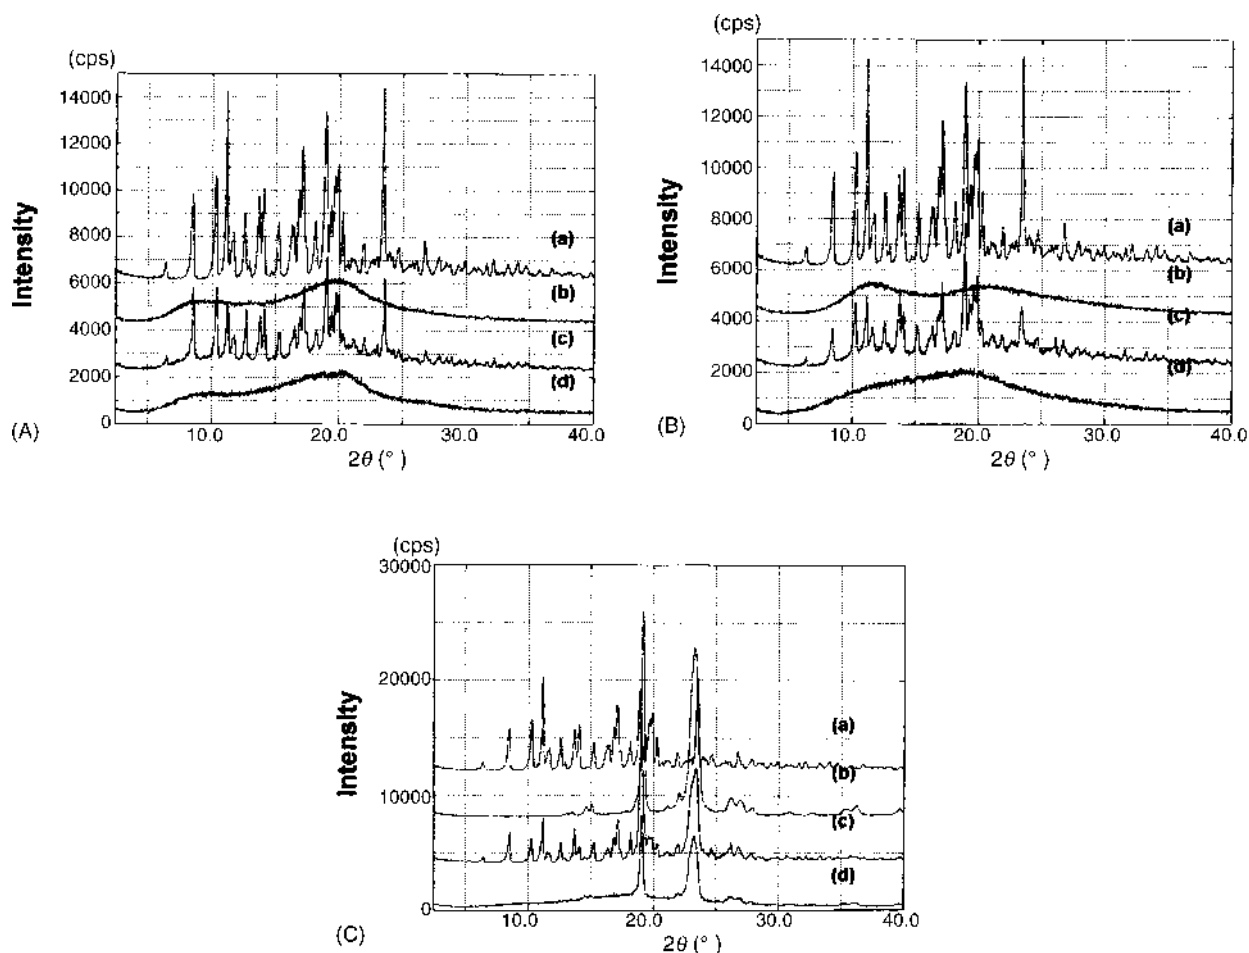 (cps)
14000
12000
10000
8000
6000
4000
2000
0
Intensity
(a)
(b)
(c)
(d)
10.0
20.0
30.0
40.0
2θ (°)
(A)
(cps)
14000
12000
10000
8000
6000
4000
2000
0
Intensity
(a)
(b)
(c)
(d)
10.0
20.0
30.0
40.0
2θ (°)
(B)
(cps)
30000
20000
10000
0
Intensity
(a)
(b)
(c)
(d)
10.0
20.0
30.0
40.0
2θ (°)
(C)